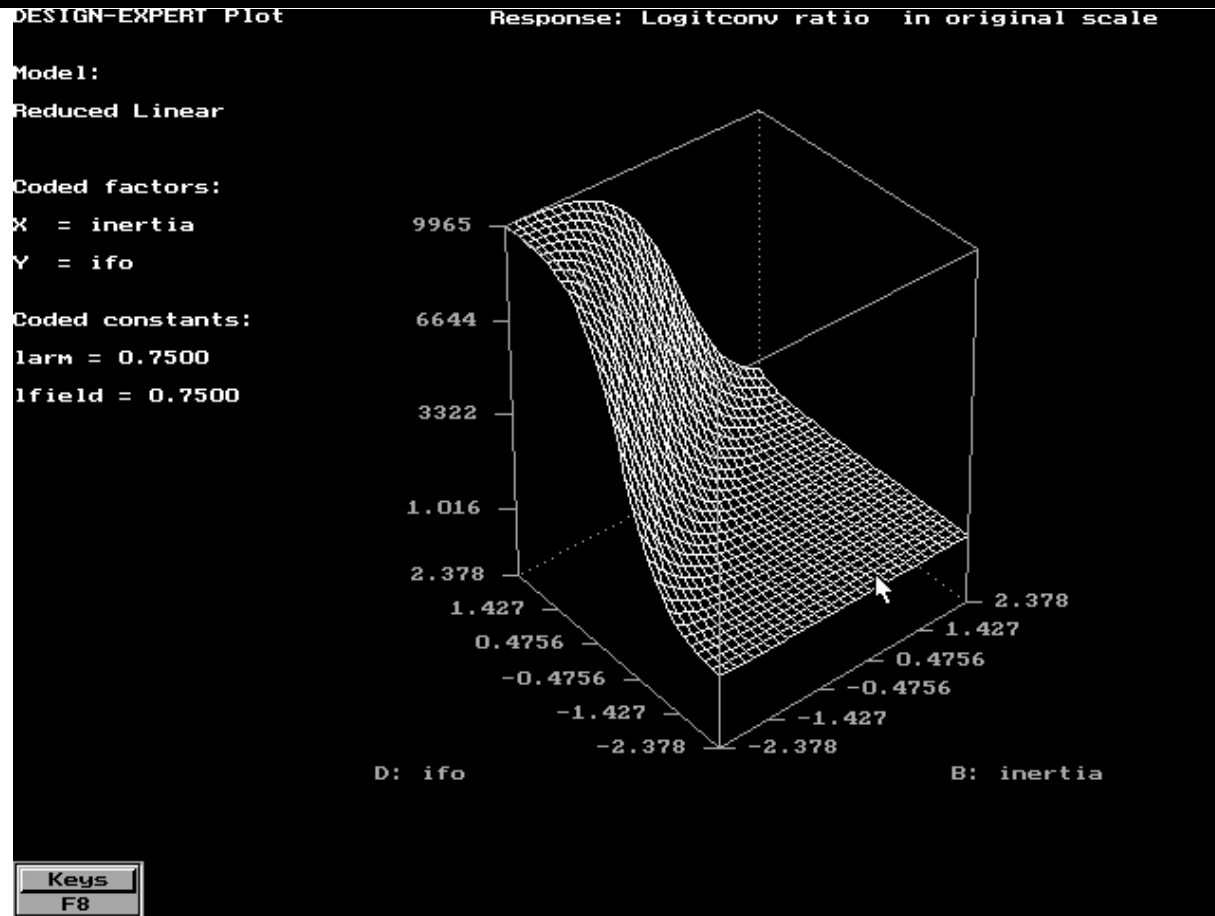 DESIGN-EXPERT Plot
Response: Logitconv ratio in original scale
Model:
Reduced Linear
Coded factors:
X = inertia
Y = ifo
Coded constants:
larm = 0.7500
lfield = 0.7500
9965
6644
3322
1.016
2.378
1.427
0.4756
-0.4756
-1.427
-2.378
2.378
1.427
0.4756
-0.4756
-1.427
-2.378
D: ifo
B: inertia
Keys
F8